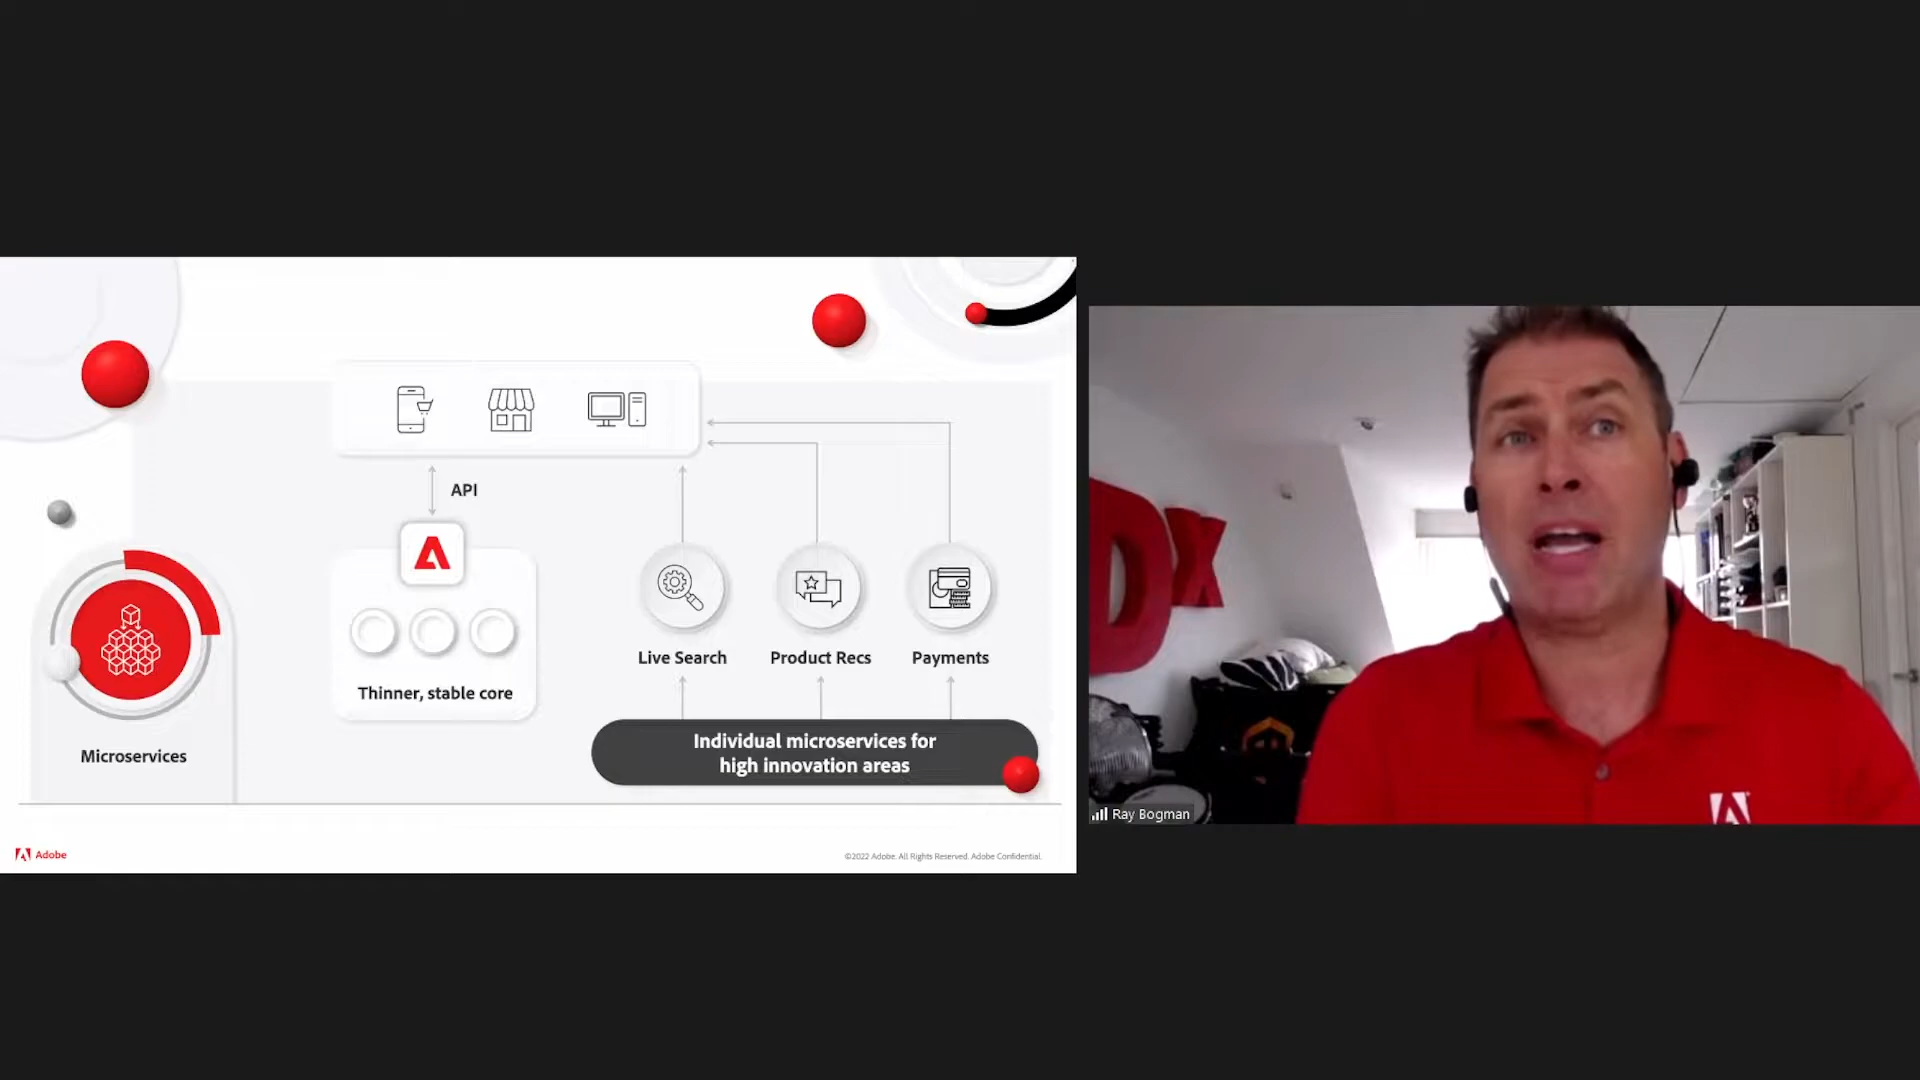 API
Thinner, stable core
Live Search
Product Recs
Payments
Individual microservices for
high innovation areas
Microservices
Adobe
©2022 Adobe. All Rights Reserved. Adobe Confidential.
DX
Ray Bogman